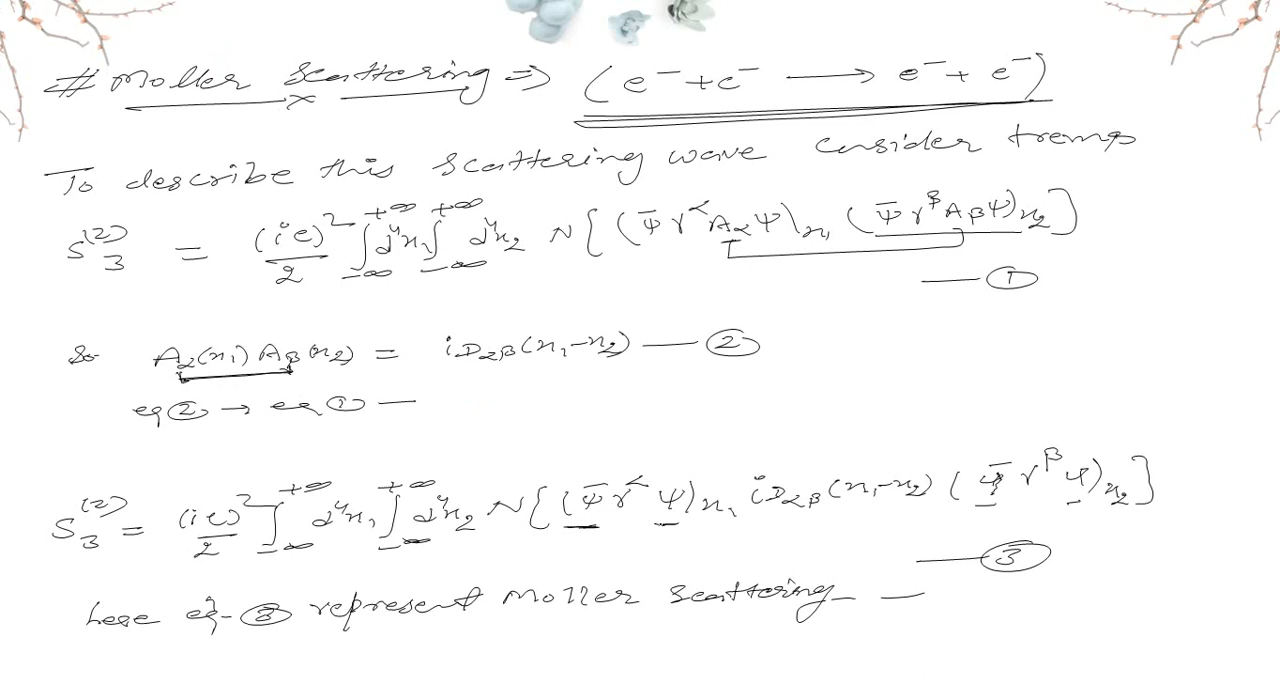 # Moller Scattering ⇒ (e⁻ + e⁻ ⟶ e⁻ + e⁻)
To describe this scattering wave consider
S₃⁽²⁾ = (ie)²/2 ∫₋∞⁺∞ d⁴x₁ ∫₋∞⁺∞ d⁴x₂ N{(ψ̄ γ^α A_α ψ)x₁ (ψ̄ γ^β A_β ψ)x₂] — ①
So A_α(x₁) A_β(x₂) = iD_αβ(x₁-x₂) — ②
eq ② → eq ① —
S₃⁽²⁾ = (ie)²/2 ∫₋∞⁺∞ d⁴x₁ ∫₋∞⁺∞ d⁴x₂ N{(ψ̄ γ^α ψ)x₁ iD_αβ(x₁-x₂) (ψ̄ γ^β ψ)x₂] — ③
here eq- ③ represent Moller Scattering - —